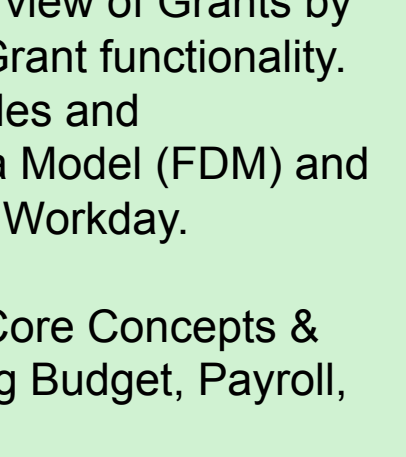 view of Grants by
Grant functionality.
les and
a Model (FDM) and
Workday.
Core Concepts &
g Budget, Payroll,